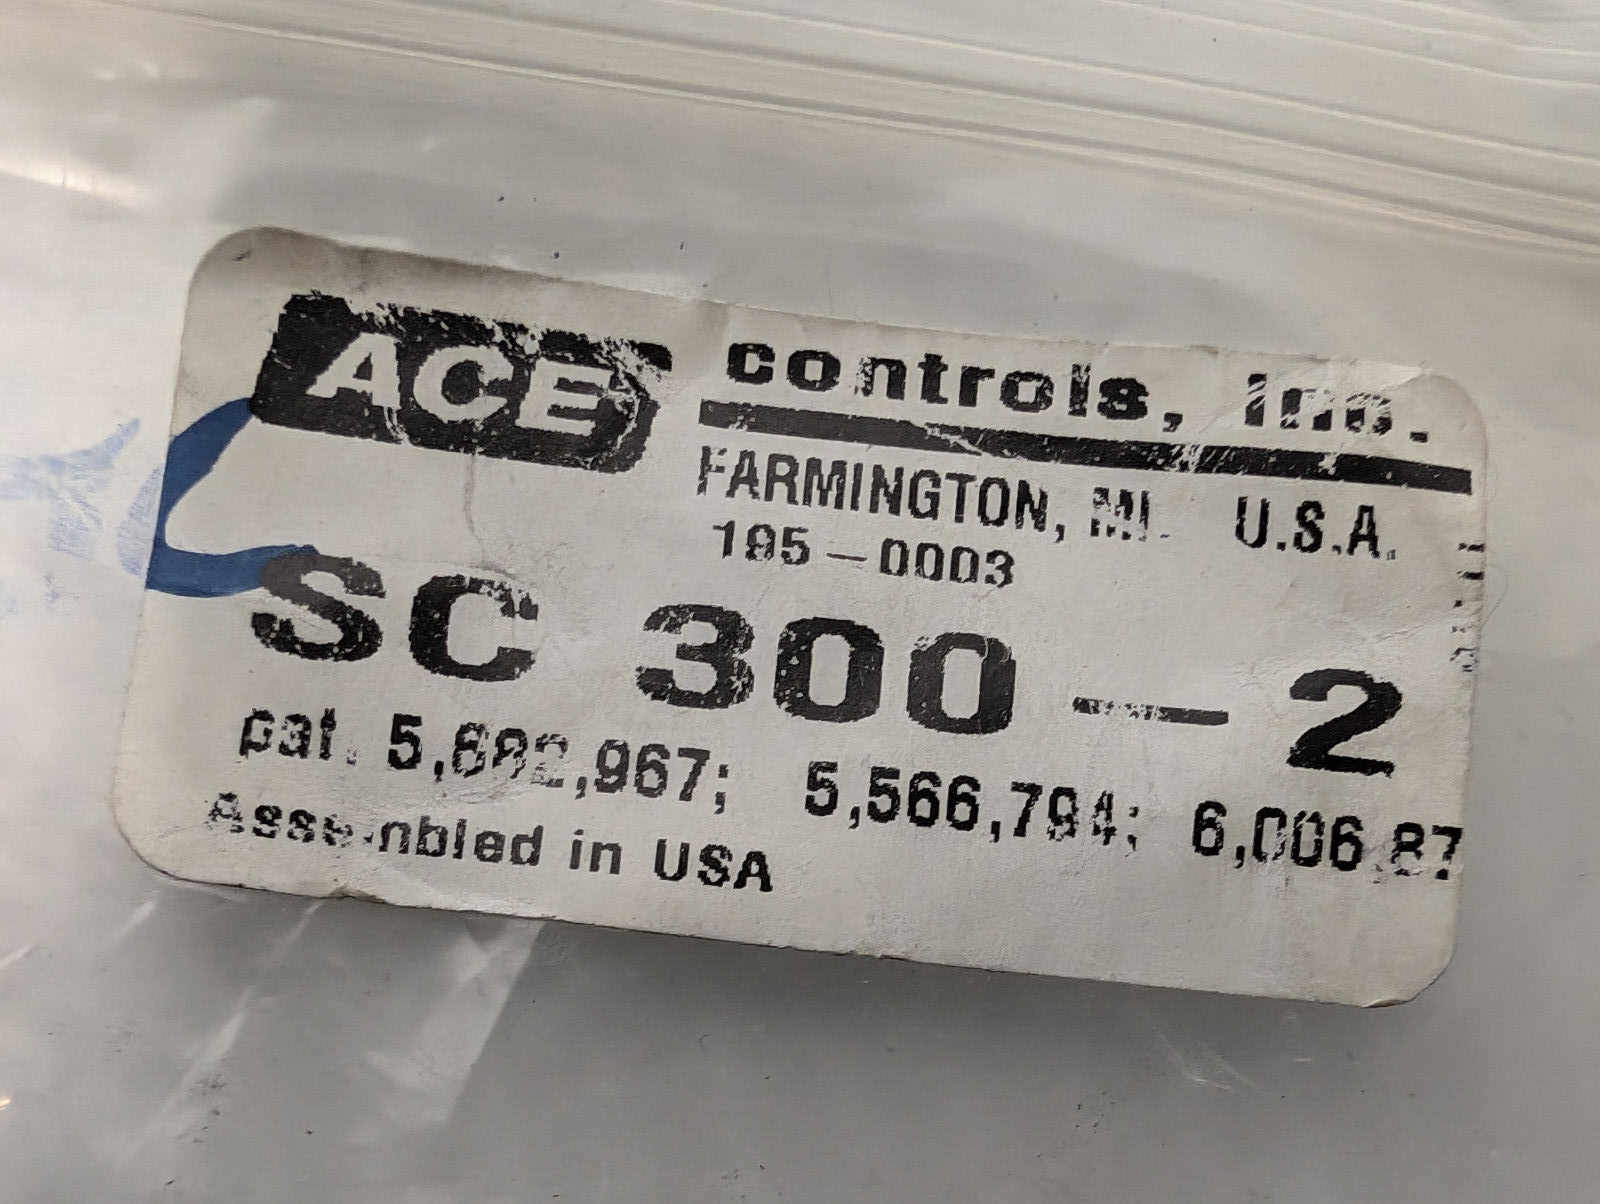 ACE controls, inc.
FARMINGTON, MI. U.S.A.
195-0003
SC 300-2
pat. 5,682,967; 5,566,794; 6,006,87
Assembled in USA